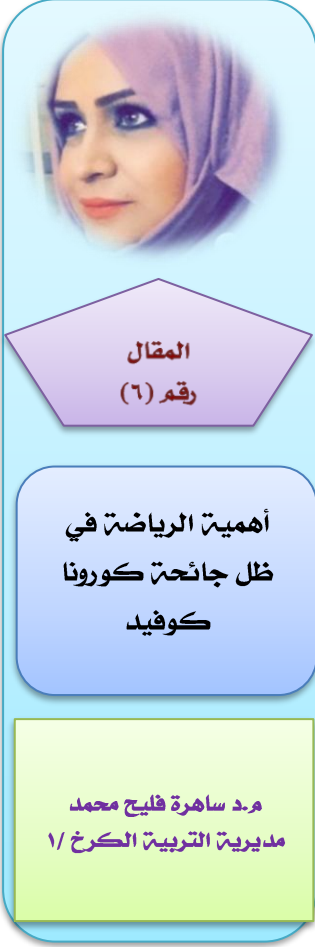 المقال
رقم (٦)
أهمية الرياضة في
ظل جائحة كورونا
كوفيد
م.د ساهرة فليح محمد
مديرية التربية الكرخ /١